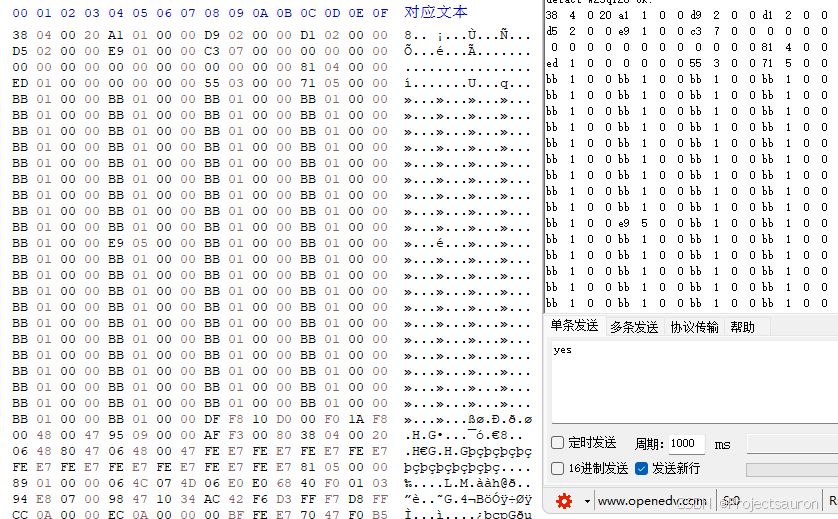 00 01 02 03 04 05 06 07 08 09 0A 0B 0C 0D 0E 0F 对应文本
38 04 00 20 A1 01 00 00 D9 02 00 00 D1 02 00 00 8.. ¡...Ù...Ñ...
D5 02 00 00 E9 01 00 00 C3 07 00 00 00 00 00 00 Õ...é...Ã.......
00 00 00 00 00 00 00 00 00 00 00 00 81 04 00 00 ................
ED 01 00 00 00 00 00 00 55 03 00 00 71 05 00 00 í.......U...q...
BB 01 00 00 BB 01 00 00 BB 01 00 00 BB 01 00 00 »...»...»...»...
BB 01 00 00 BB 01 00 00 BB 01 00 00 BB 01 00 00 »...»...»...»...
BB 01 00 00 BB 01 00 00 BB 01 00 00 BB 01 00 00 »...»...»...»...
BB 01 00 00 BB 01 00 00 BB 01 00 00 BB 01 00 00 »...»...»...»...
BB 01 00 00 BB 01 00 00 BB 01 00 00 BB 01 00 00 »...»...»...»...
BB 01 00 00 BB 01 00 00 BB 01 00 00 BB 01 00 00 »...»...»...»...
BB 01 00 00 BB 01 00 00 BB 01 00 00 BB 01 00 00 »...»...»...»...
BB 01 00 00 BB 01 00 00 BB 01 00 00 BB 01 00 00 »...»...»...»...
BB 01 00 00 BB 01 00 00 BB 01 00 00 BB 01 00 00 »...»...»...»...
BB 01 00 00 E9 05 00 00 BB 01 00 00 BB 01 00 00 »...é...»...»...
BB 01 00 00 BB 01 00 00 BB 01 00 00 BB 01 00 00 »...»...»...»...
BB 01 00 00 BB 01 00 00 BB 01 00 00 BB 01 00 00 »...»...»...»...
BB 01 00 00 BB 01 00 00 BB 01 00 00 BB 01 00 00 »...»...»...»...
BB 01 00 00 BB 01 00 00 BB 01 00 00 BB 01 00 00 »...»...»...»...
BB 01 00 00 BB 01 00 00 BB 01 00 00 BB 01 00 00 »...»...»...»...
BB 01 00 00 BB 01 00 00 BB 01 00 00 BB 01 00 00 »...»...»...»...
BB 01 00 00 BB 01 00 00 BB 01 00 00 BB 01 00 00 »...»...»...»...
BB 01 00 00 BB 01 00 00 BB 01 00 00 BB 01 00 00 »...»...»...»...
BB 01 00 00 BB 01 00 00 BB 01 00 00 BB 01 00 00 »...»...»...»...
BB 01 00 00 BB 01 00 00 BB 01 00 00 BB 01 00 00 »...»...»...»...
BB 01 00 00 BB 01 00 00 DF F8 10 D0 00 F0 1A F8 »...»...ßø.Ð.ð.ø
00 48 00 47 95 09 00 00 AF F3 00 80 38 04 00 20 .H.G•...¯ó.€8..
06 48 80 47 06 48 00 47 FE E7 FE E7 FE E7 FE E7 .H€G.H.Gþçþçþçþç
FE E7 FE E7 FE E7 FE E7 FE E7 FE E7 81 05 00 00 þçþçþçþçþçþç....
89 01 00 00 06 4C 07 4D 06 E0 E0 68 40 F0 01 03 ‰....L.M.ààh@ð..
94 E8 07 00 98 47 10 34 AC 42 F6 D3 FF F7 D8 FF ”è..˜G.4¬BöÓÿ÷Øÿ
CC 0A 00 00 EC 0A 00 00 00 BF FE E7 70 47 F0 B5 Ì...ì....¿þçpGðµ
38 4 0 20 a1 1 0 0 d9 2 0 0 d1 2 0 0
d5 2 0 0 e9 1 0 0 c3 7 0 0 0 0 0 0
0 0 0 0 0 0 0 0 0 0 0 0 81 4 0 0
ed 1 0 0 0 0 0 0 55 3 0 0 71 5 0 0
bb 1 0 0 bb 1 0 0 bb 1 0 0 bb 1 0 0
bb 1 0 0 bb 1 0 0 bb 1 0 0 bb 1 0 0
bb 1 0 0 bb 1 0 0 bb 1 0 0 bb 1 0 0
bb 1 0 0 bb 1 0 0 bb 1 0 0 bb 1 0 0
bb 1 0 0 bb 1 0 0 bb 1 0 0 bb 1 0 0
bb 1 0 0 bb 1 0 0 bb 1 0 0 bb 1 0 0
bb 1 0 0 bb 1 0 0 bb 1 0 0 bb 1 0 0
bb 1 0 0 bb 1 0 0 bb 1 0 0 bb 1 0 0
bb 1 0 0 bb 1 0 0 bb 1 0 0 bb 1 0 0
bb 1 0 0 e9 5 0 0 bb 1 0 0 bb 1 0 0
bb 1 0 0 bb 1 0 0 bb 1 0 0 bb 1 0 0
bb 1 0 0 bb 1 0 0 bb 1 0 0 bb 1 0 0
bb 1 0 0 bb 1 0 0 bb 1 0 0 bb 1 0 0
bb 1 0 0 bb 1 0 0 bb 1 0 0 bb 1 0 0
bb 1 0 0 bb 1 0 0 bb 1 0 0 bb 1 0 0
单条发送 多条发送 协议传输 帮助
yes
定时发送 周期: 1000 ms
16进制发送 发送新行
www.openedv.com S:0 R
CSDN @Projectsauron